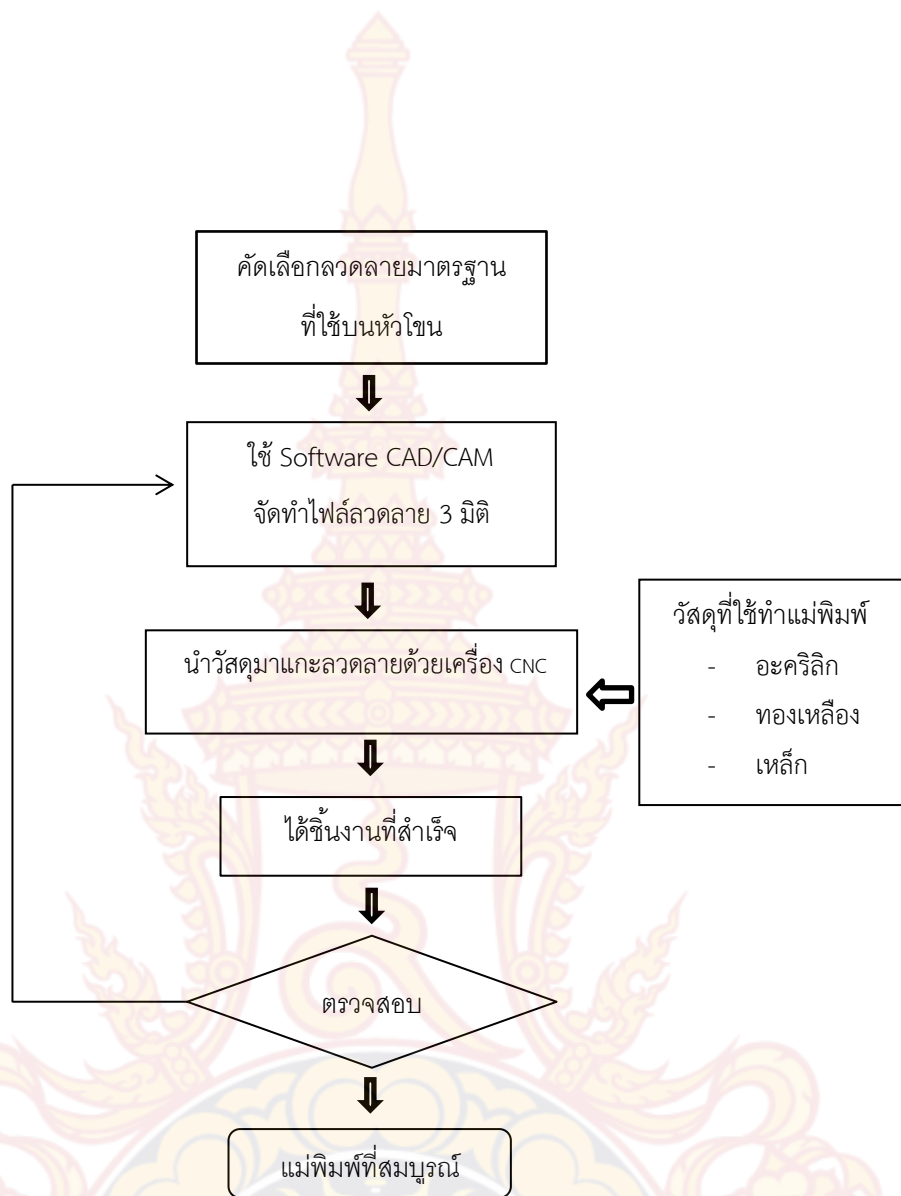 คัดเลือกลวดลายมาตรฐาน
ที่ใช้บนหัวโขน
ใช้ Software CAD/CAM
จัดทำไฟล์ลวดลาย 3 มิติ
นำวัสดุมาแกะลวดลายด้วยเครื่อง CNC
วัสดุที่ใช้ทำแม่พิมพ์
- อะคริลิก
- ทองเหลือง
- เหล็ก
ได้ชิ้นงานที่สำเร็จ
ตรวจสอบ
แม่พิมพ์ที่สมบูรณ์